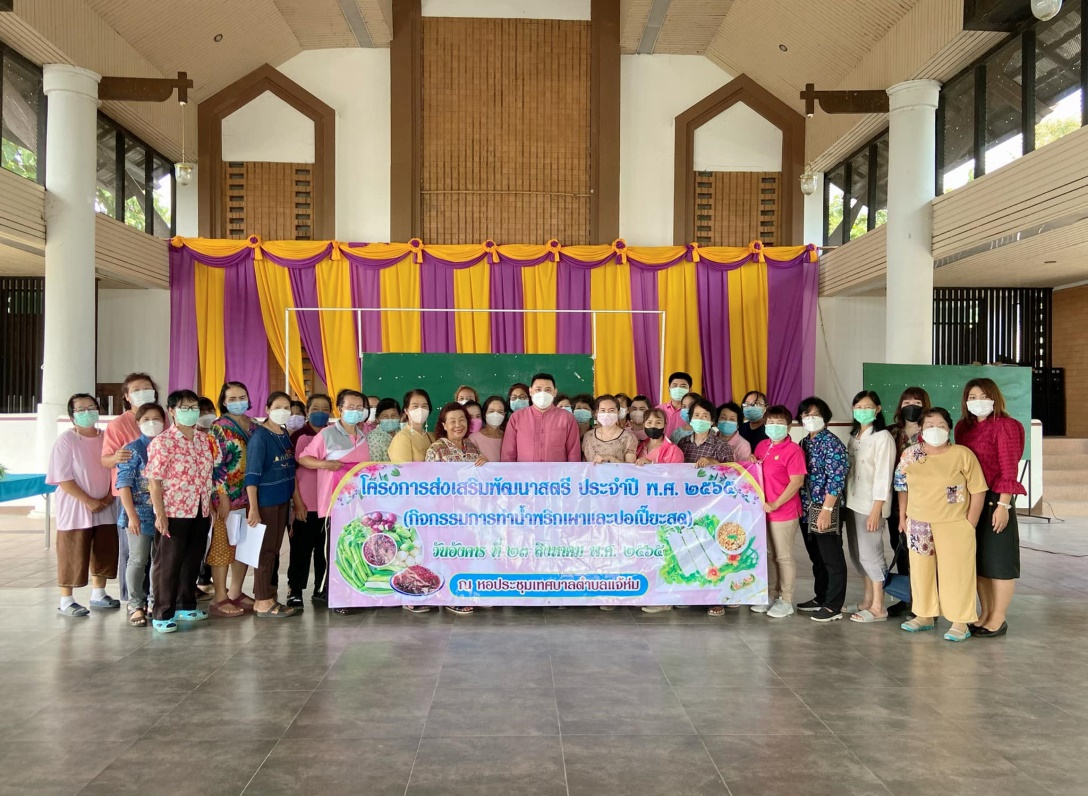 โครงการส่งเสริมพัฒนาสตรี ประจำปี พ.ศ. ๒๕๖๕
(กิจกรรมการทำน้ำพริกเผาและปอเปี๊ยะสด)
วันอังคาร ที่ ๒๓ สิงหาคม พ.ศ. ๒๕๖๕
ณ หอประชุมเทศบาลตำบลแจ้ห่ม